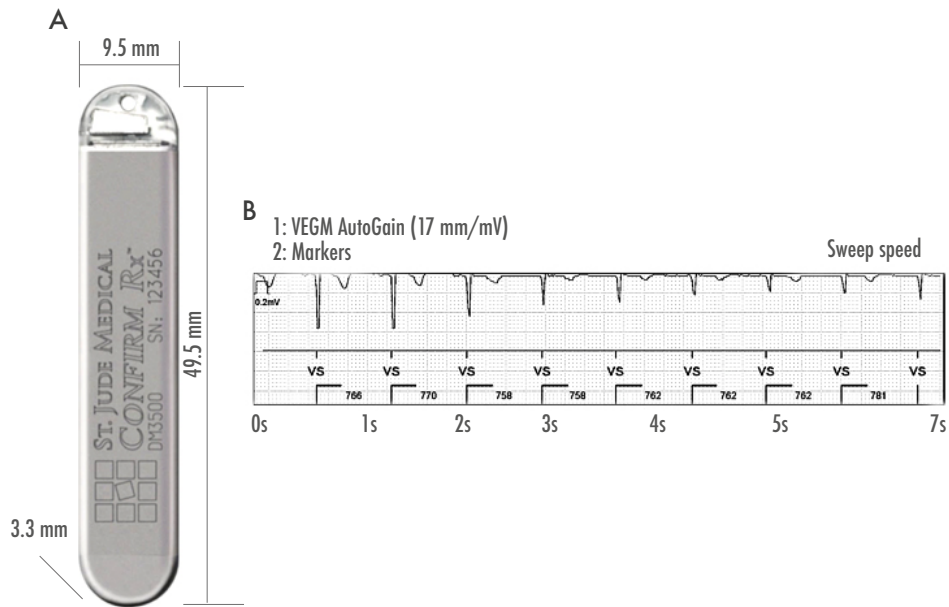 A
9.5 mm
49.5 mm
3.3 mm
ST. JUDE MEDICAL
CONFIRM Rx™
DM3500 SN: 123456
B
1: VEGM AutoGain (17 mm/mV)
2: Markers
Sweep speed
0.2mV
VS VS VS VS VS VS VS VS VS
766 770 758 758 762 762 762 781
0s 1s 2s 3s 4s 5s 7s